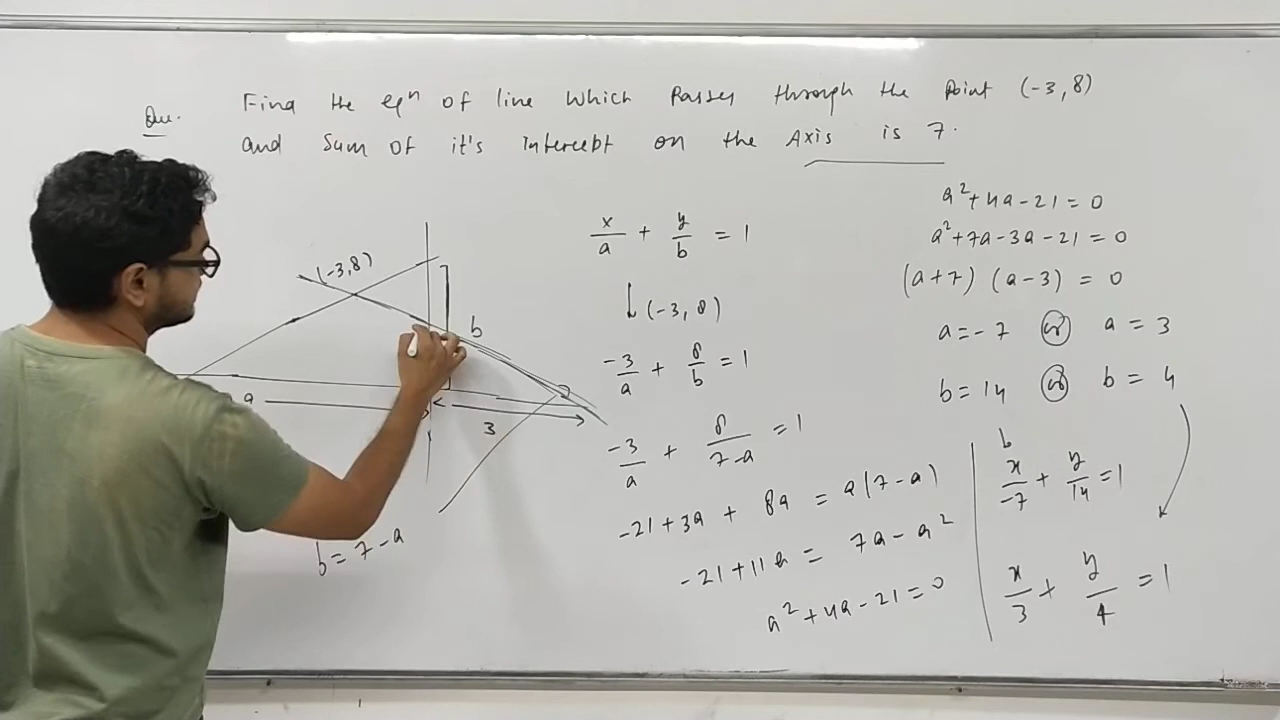 Que. Find the eqn of line which Passes through the Point (-3,8)
and Sum of it's Intercept on the Axis is 7.
(-3,8)
b
a
3
b = 7-a
x/a + y/b = 1
↓(-3,8)
-3/a + 8/b = 1
-3/a + 8/7-a = 1
-21+3a + 8a = a(7-a)
-21+11a = 7a-a²
a²+4a-21=0
a²+4a-21=0
a²+7a-3a-21=0
(a+7) (a-3) = 0
a=-7 or a=3
b=14 or b=4
x/-7 + y/14 =1
x/3 + y/4 =1